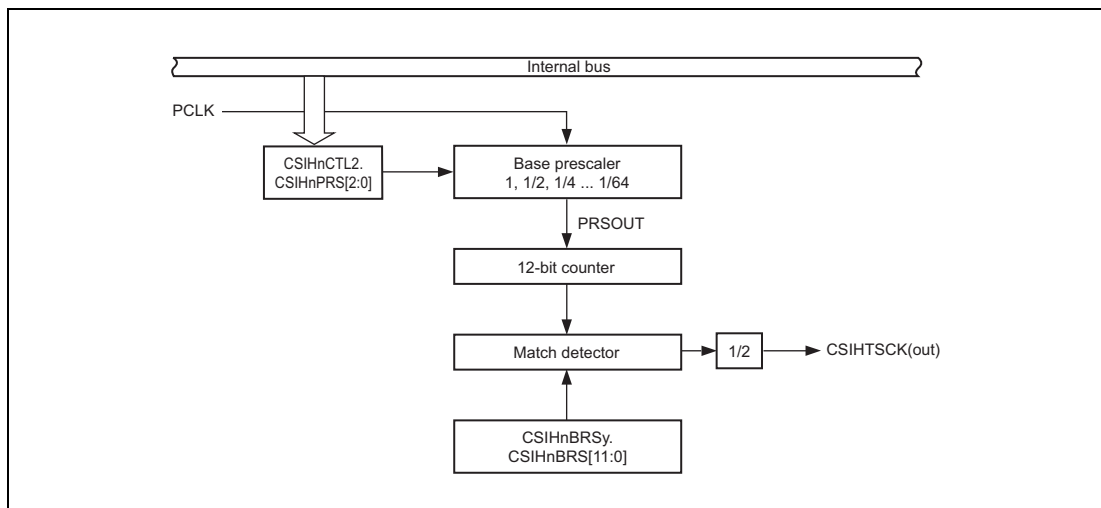 Internal bus
PCLK
CSIHnCTL2.
CSIHnPRS[2:0]
Base prescaler
1, 1/2, 1/4 ... 1/64
PRSOUT
12-bit counter
Match detector
1/2
CSIHTSCK(out)
CSIHnBRSy.
CSIHnBRS[11:0]